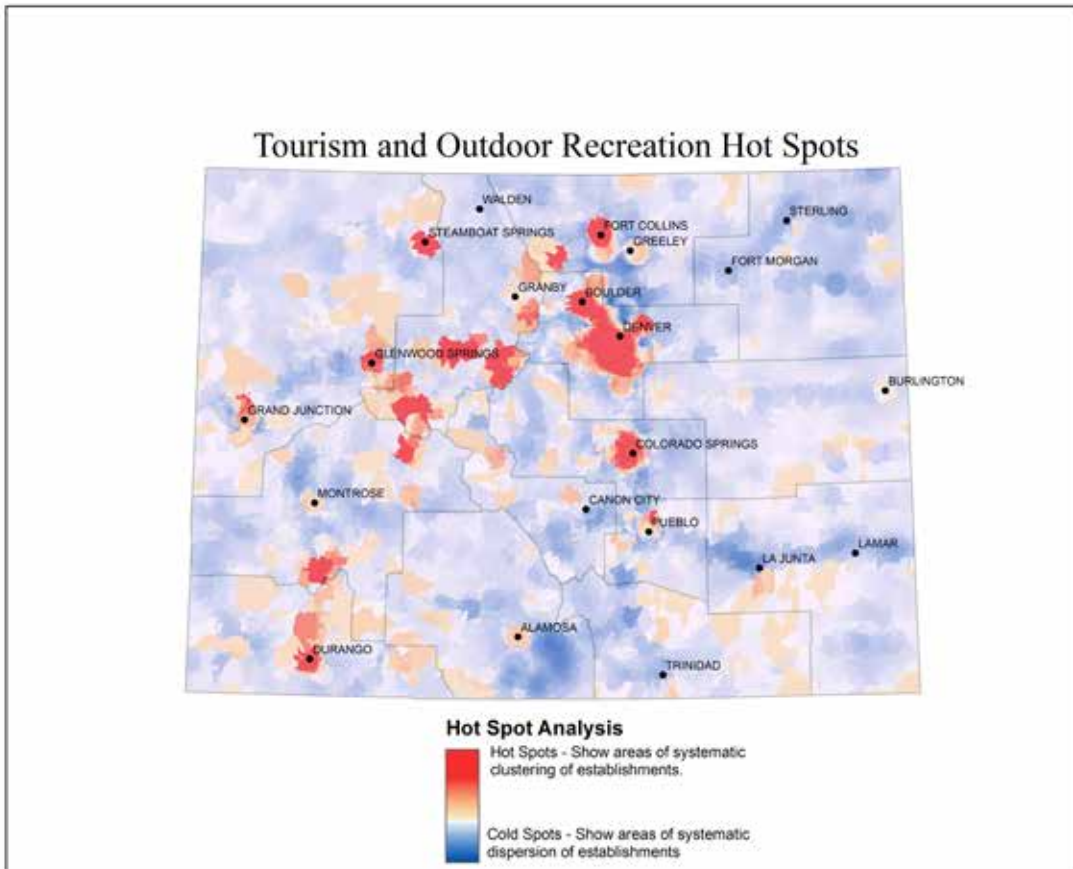 Tourism and Outdoor Recreation Hot Spots
WALDEN
STERLING
STEAMBOAT SPRINGS
FORT COLLINS
GREELEY
FORT MORGAN
GRANBY
BOULDER
DENVER
GLENWOOD SPRINGS
BURLINGTON
GRAND JUNCTION
COLORADO SPRINGS
MONTROSE
CANON CITY
PUEBLO
LAMAR
LA JUNTA
ALAMOSA
DURANGO
TRINIDAD
Hot Spot Analysis
Hot Spots - Show areas of systematic
clustering of establishments.
Cold Spots - Show areas of systematic
dispersion of establishments